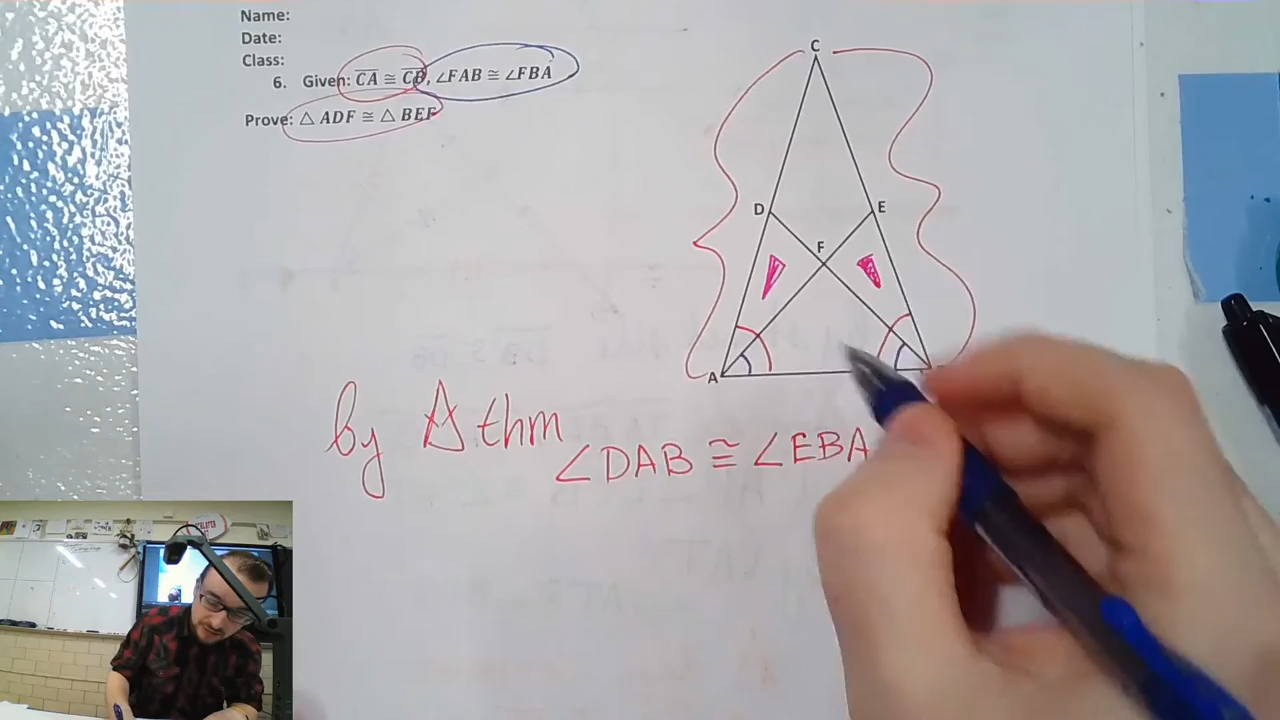 Name:
Date:
Class:
6. Given: CA ≅ CB, ∠FAB ≅ ∠FBA
Prove: △ ADF ≅ △ BEF
C
D E
F
A
by △ thm
∠DAB ≅ ∠EBA